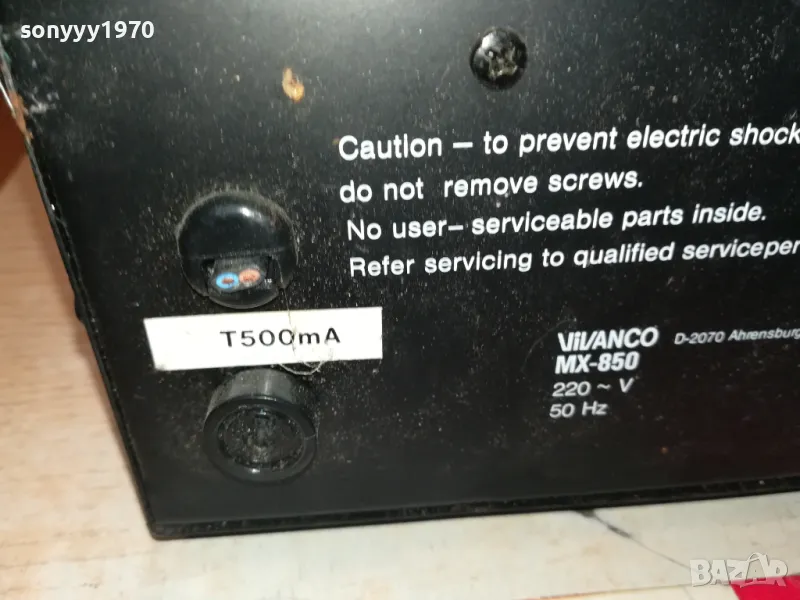 sonyyy1970
Caution – to prevent electric shock
do not remove screws.
No user– serviceable parts inside.
Refer servicing to qualified serviceper
T500mA
ViVANCO D-2070 Ahrensburg
MX-850
220 ~ V
50 Hz
BAZAR